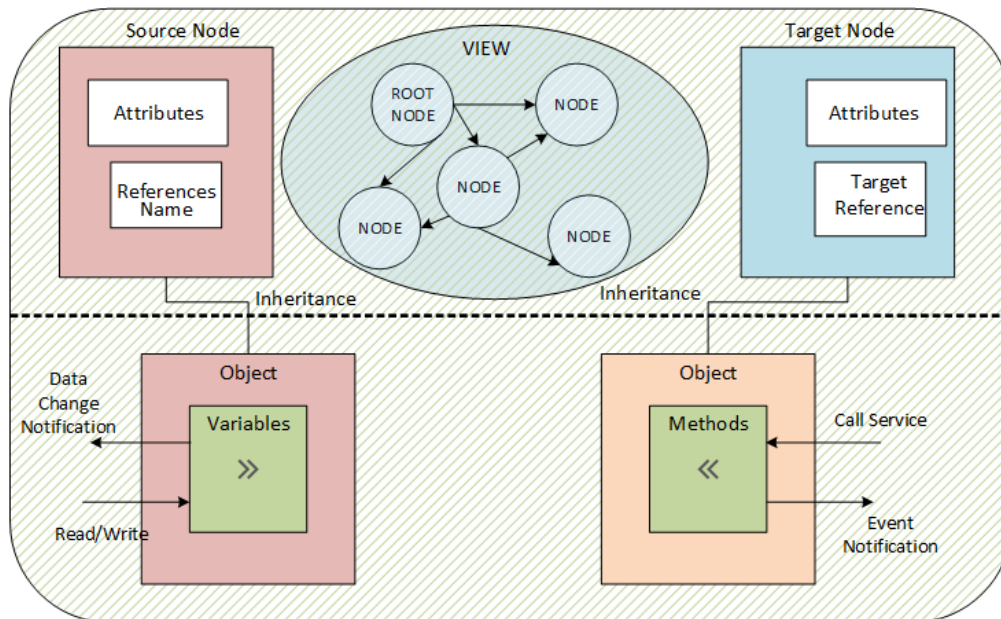 Source Node
Attributes
References
Name
VIEW
ROOT
NODE
NODE
NODE
NODE
NODE
Target Node
Attributes
Target
Reference
Inheritance
Inheritance
Object
Variables
Data
Change
Notification
Read/Write
Object
Methods
Call Service
Event
Notification